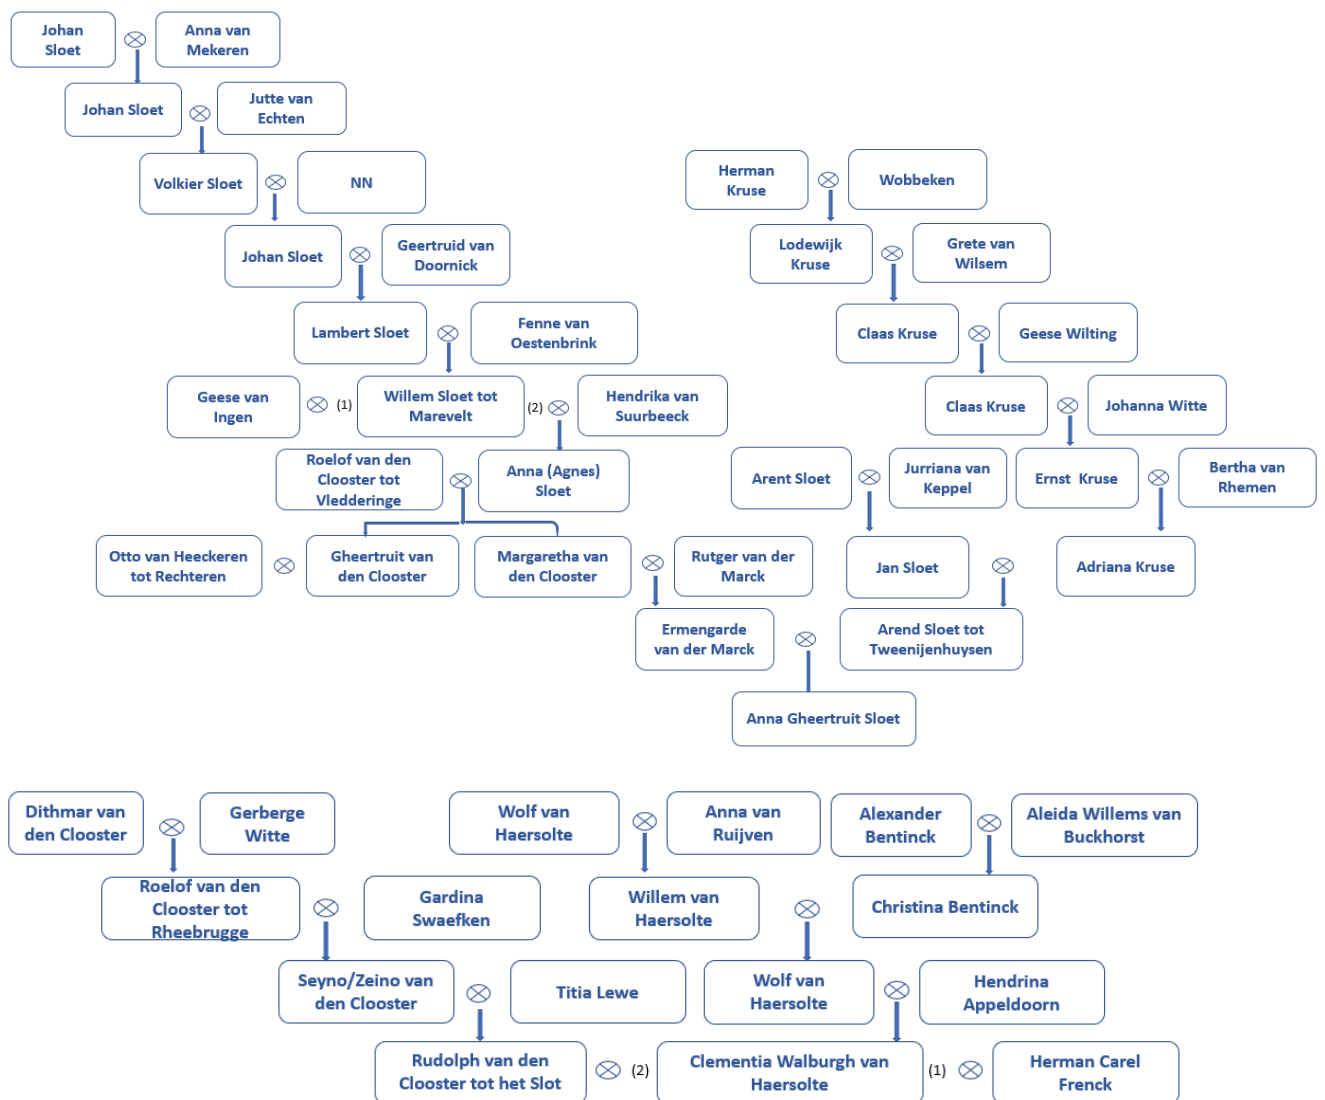 Johan
Sloet
Anna van
Mekeren
Johan Sloet
Jutte van
Echten
Volkier Sloet
NN
Herman
Kruse
Wobbeken
Johan Sloet
Geertruid van
Doornick
Lodewijk
Kruse
Grete van
Wilsem
Lambert Sloet
Fenne van
Oestenbrink
Claas Kruse
Geese Wilting
Geese van
Ingen
(1)
Willem Sloet tot
Marevelt
(2)
Hendrika van
Suurbeeck
Claas Kruse
Johanna Witte
Roelof van den
Clooster tot
Vledderinge
Anna (Agnes)
Sloet
Arent Sloet
Jurriana van
Keppel
Ernst Kruse
Bertha van
Rhemen
Otto van Heeckeren
tot Rechteren
Gheertruit van
den Clooster
Margaretha van
den Clooster
Rutger van der
Marck
Jan Sloet
Adriana Kruse
Ermengarde
van der Marck
Arend Sloet tot
Tweenijenhuysen
Anna Gheertruit Sloet
Dithmar van
den Clooster
Gerberge
Witte
Wolf van
Haersolte
Anna van
Ruijven
Alexander
Bentinck
Aleida Willems van
Buckhorst
Roelof van den
Clooster tot
Rheebrugge
Gardina
Swaefken
Willem van
Haersolte
Christina Bentinck
Seyno/Zeino van
den Clooster
Titia Lewe
Wolf van
Haersolte
Hendrina
Appeldoorn
Rudolph van den
Clooster tot het Slot
(2)
Clementia Walburgh van
Haersolte
(1)
Herman Carel
Frenck